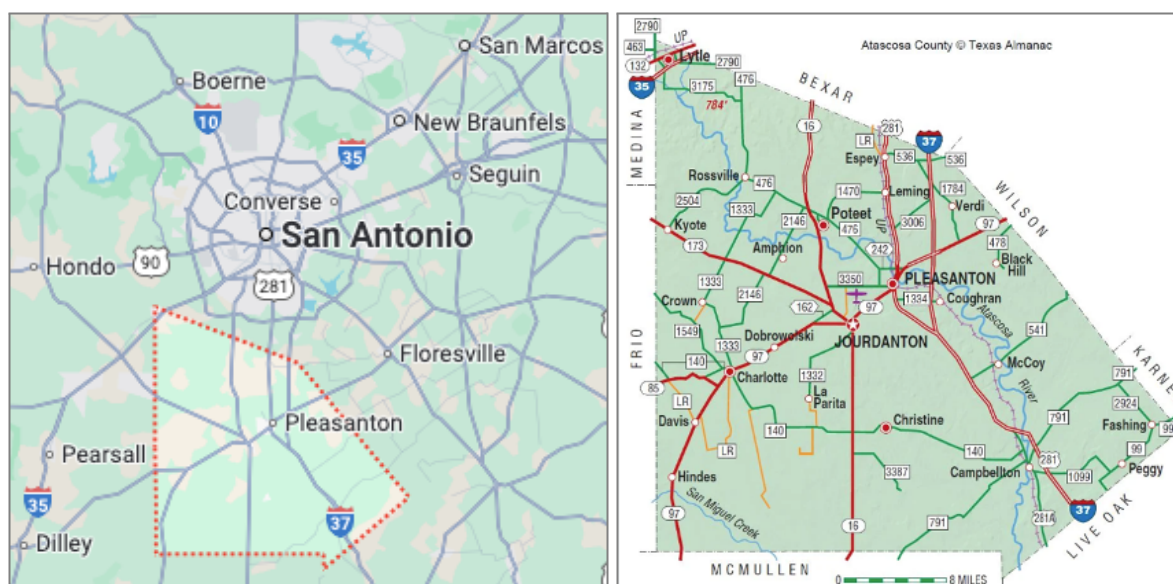 San Marcos
Boerne
10
New Braunfels
35
Seguin
Converse
San Antonio
Hondo
90
281
Floresville
Pleasanton
Pearsall
35
37
Dilley
2790
UP
Atascosa County © Texas Almanac
463
Lytle
132
2790
35
3175
476
BEXAR
784'
16
281
37
LR
MEDINA
Espey
536
536
Rossville
476
1470
Leming
1784
WILSON
2504
1333
2146
Poteet
UP
3006
Verdi
97
Kyote
476
478
173
Amphion
242
Black
Hill
3350
PLEASANTON
1333
2146
162
97
1334
Coughran
Crown
Atascosa
1549
Dobrowolski
JOURDANTON
541
FRIO
1333
97
McCoy
KARNE
140
Charlotte
1332
River
791
85
La
Parita
2924
LR
Christine
791
Fashing
99
Davis
140
140
281
99
LR
3387
Campbellton
1099
Peggy
Hindes
San Miguel Creek
37
97
16
791
281A
LIVE OAK
MCMULLEN
0
8 MILES